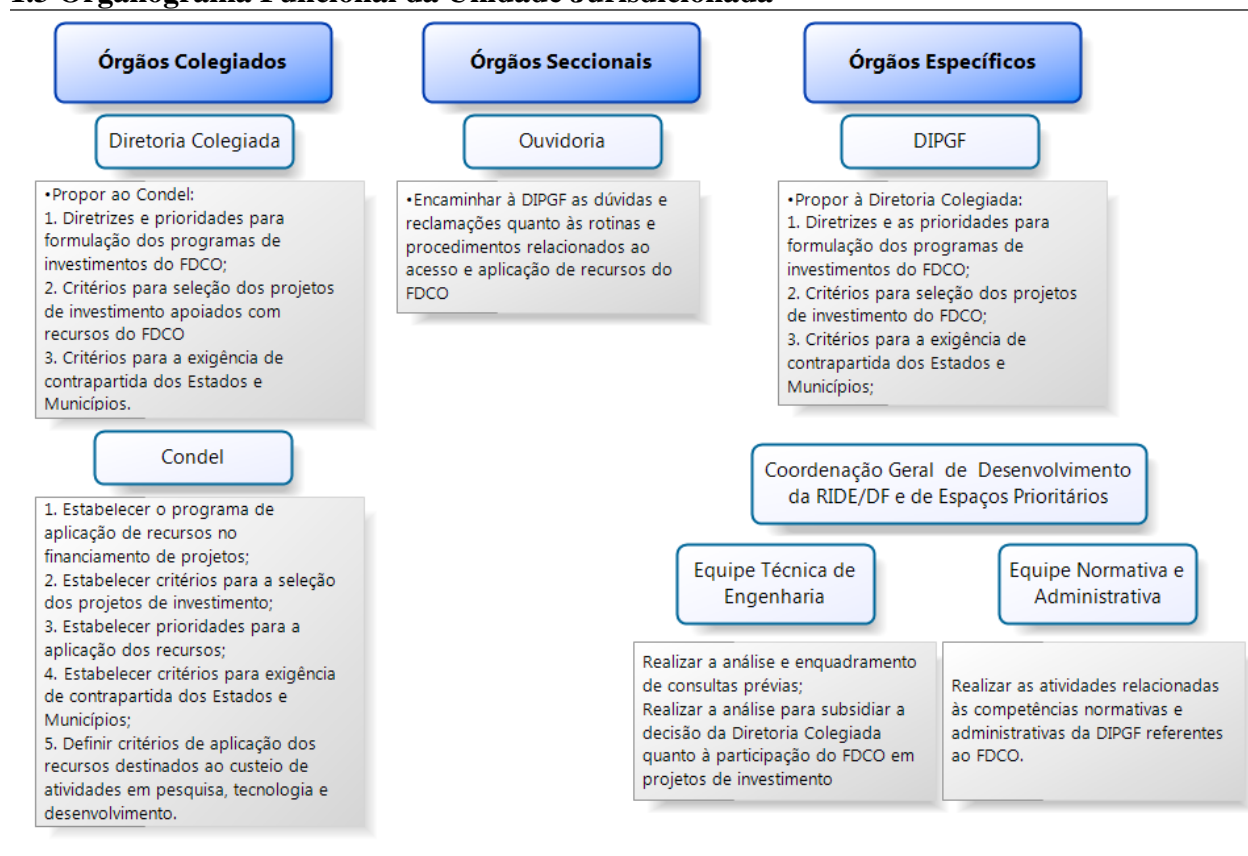 1.3 Organograma Funcional da Unidade Jurisdicionada
Órgãos Colegiados
Diretoria Colegiada
•Propor ao Condel:
1. Diretrizes e prioridades para
formulação dos programas de
investimentos do FDCO;
2. Critérios para seleção dos projetos
de investimento apoiados com
recursos do FDCO
3. Critérios para a exigência de
contrapartida dos Estados e
Municípios.
Condel
1. Estabelecer o programa de
aplicação de recursos no
financiamento de projetos;
2. Estabelecer critérios para a seleção
dos projetos de investimento;
3. Estabelecer prioridades para a
aplicação dos recursos;
4. Estabelecer critérios para exigência
de contrapartida dos Estados e
Municípios;
5. Definir critérios de aplicação dos
recursos destinados ao custeio de
atividades em pesquisa, tecnologia e
desenvolvimento.
Órgãos Seccionais
Ouvidoria
•Encaminhar à DIPGF as dúvidas e
reclamações quanto às rotinas e
procedimentos relacionados ao
acesso e aplicação de recursos do
FDCO
Órgãos Específicos
DIPGF
•Propor à Diretoria Colegiada:
1. Diretrizes e as prioridades para
formulação dos programas de
investimentos do FDCO;
2. Critérios para seleção dos projetos
de investimento do FDCO;
3. Critérios para a exigência de
contrapartida dos Estados e
Municípios;
Coordenação Geral de Desenvolvimento
da RIDE/DF e de Espaços Prioritários
Equipe Técnica de
Engenharia
Realizar a análise e enquadramento
de consultas prévias;
Realizar a análise para subsidiar a
decisão da Diretoria Colegiada
quanto à participação do FDCO em
projetos de investimento
Equipe Normativa e
Administrativa
Realizar as atividades relacionadas
às competências normativas e
administrativas da DIPGF referentes
ao FDCO.